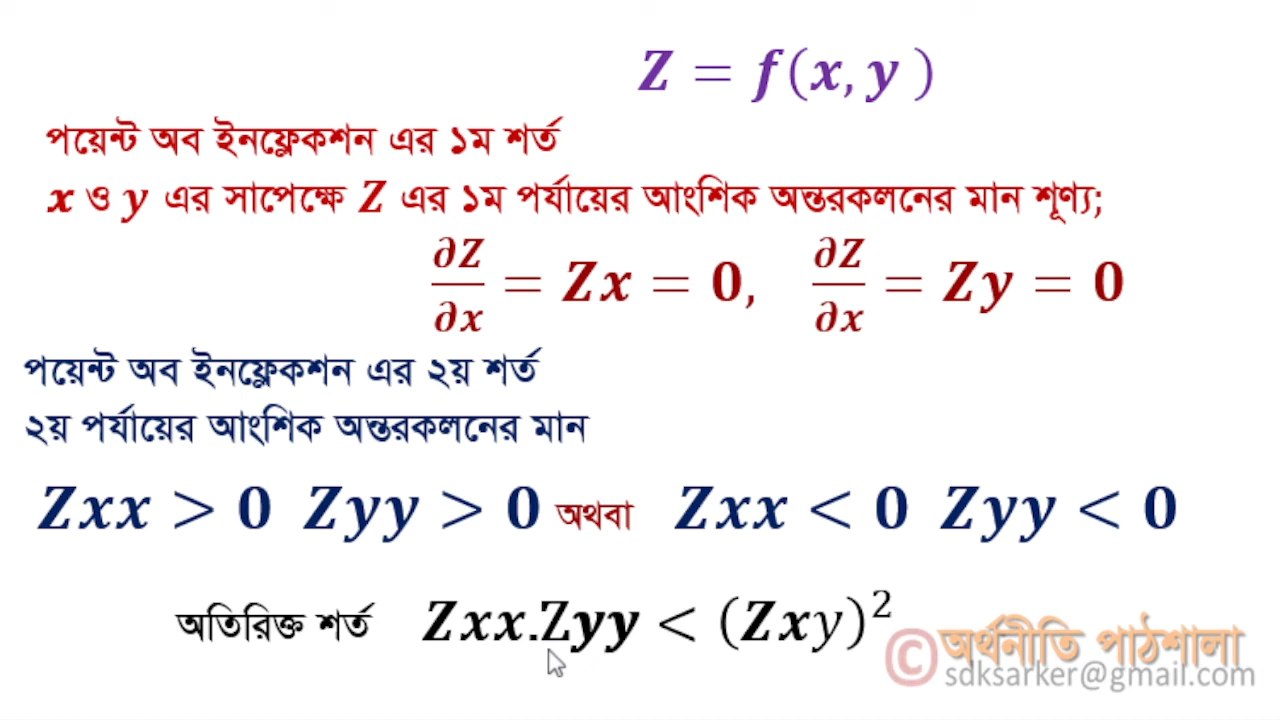 Z = f(x, y )
পয়েন্ট অব ইনফ্লেকশন এর ১ম শর্ত
x ও y এর সাপেক্ষে Z এর ১ম পর্যায়ের আংশিক অন্তরকলনের মান শূণ্য;
∂Z/∂x = Zx = 0, ∂Z/∂x = Zy = 0
পয়েন্ট অব ইনফ্লেকশন এর ২য় শর্ত
২য় পর্যায়ের আংশিক অন্তরকলনের মান
Zxx > 0 Zyy > 0 অথবা Zxx < 0 Zyy < 0
অতিরিক্ত শর্ত Zxx.Zyy < (Zxy)²
© অর্থনীতি পাঠশালা
sdksarker@gmail.com